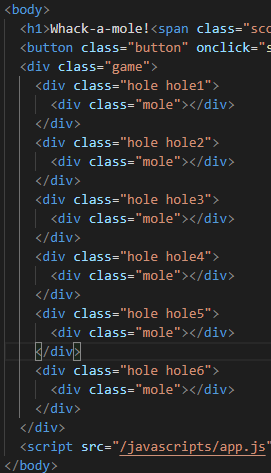 <body>
<h1>Whack-a-mole!<span class="sco
<button class="button" onclick="s
<div class="game">
<div class="hole hole1">
<div class="mole"></div>
</div>
<div class="hole hole2">
<div class="mole"></div>
</div>
<div class="hole hole3">
<div class="mole"></div>
</div>
<div class="hole hole4">
<div class="mole"></div>
</div>
<div class="hole hole5">
<div class="mole"></div>
</div>
<div class="hole hole6">
<div class="mole"></div>
</div>
</div>
<script src="/javascripts/app.js"
</body>